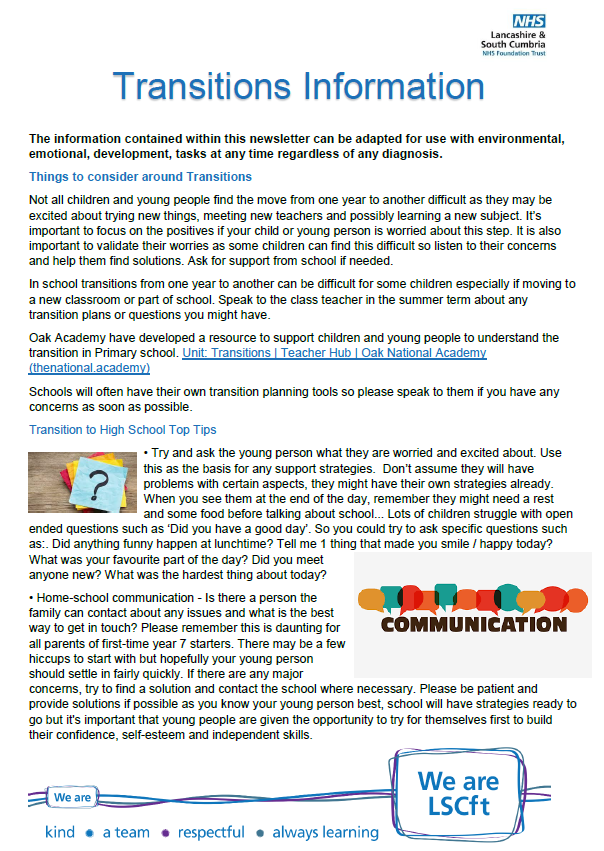 NHS
Lancashire &
South Cumbria
NHS Foundation Trust
Transitions Information
The information contained within this newsletter can be adapted for use with environmental,
emotional, development, tasks at any time regardless of any diagnosis.
Things to consider around Transitions
Not all children and young people find the move from one year to another difficult as they may be
excited about trying new things, meeting new teachers and possibly learning a new subject. It's
important to focus on the positives if your child or young person is worried about this step. It is also
important to validate their worries as some children can find this difficult so listen to their concerns
and help them find solutions. Ask for support from school if needed.
In school transitions from one year to another can be difficult for some children especially if moving to
a new classroom or part of school. Speak to the class teacher in the summer term about any
transition plans or questions you might have.
Oak Academy have developed a resource to support children and young people to understand the
transition in Primary school. Unit: Transitions | Teacher Hub | Oak National Academy
(thenational.academy)
Schools will often have their own transition planning tools so please speak to them if you have any
concerns as soon as possible.
Transition to High School Top Tips
?
• Try and ask the young person what they are worried and excited about. Use
this as the basis for any support strategies.  Don't assume they will have
problems with certain aspects, they might have their own strategies already.
When you see them at the end of the day, remember they might need a rest
and some food before talking about school... Lots of children struggle with open
ended questions such as 'Did you have a good day'. So you could try to ask specific questions such
as:. Did anything funny happen at lunchtime? Tell me 1 thing that made you smile / happy today?
What was your favourite part of the day? Did you meet
anyone new? What was the hardest thing about today?
COMMUNICATION
• Home-school communication - Is there a person the
family can contact about any issues and what is the best
way to get in touch? Please remember this is daunting for
all parents of first-time year 7 starters. There may be a few
hiccups to start with but hopefully your young person
should settle in fairly quickly. If there are any major
concerns, try to find a solution and contact the school where necessary. Please be patient and
provide solutions if possible as you know your young person best, school will have strategies ready to
go but it's important that young people are given the opportunity to try for themselves first to build
their confidence, self-esteem and independent skills.
We are
kind • a team • respectful • always learning
We are
LSCft